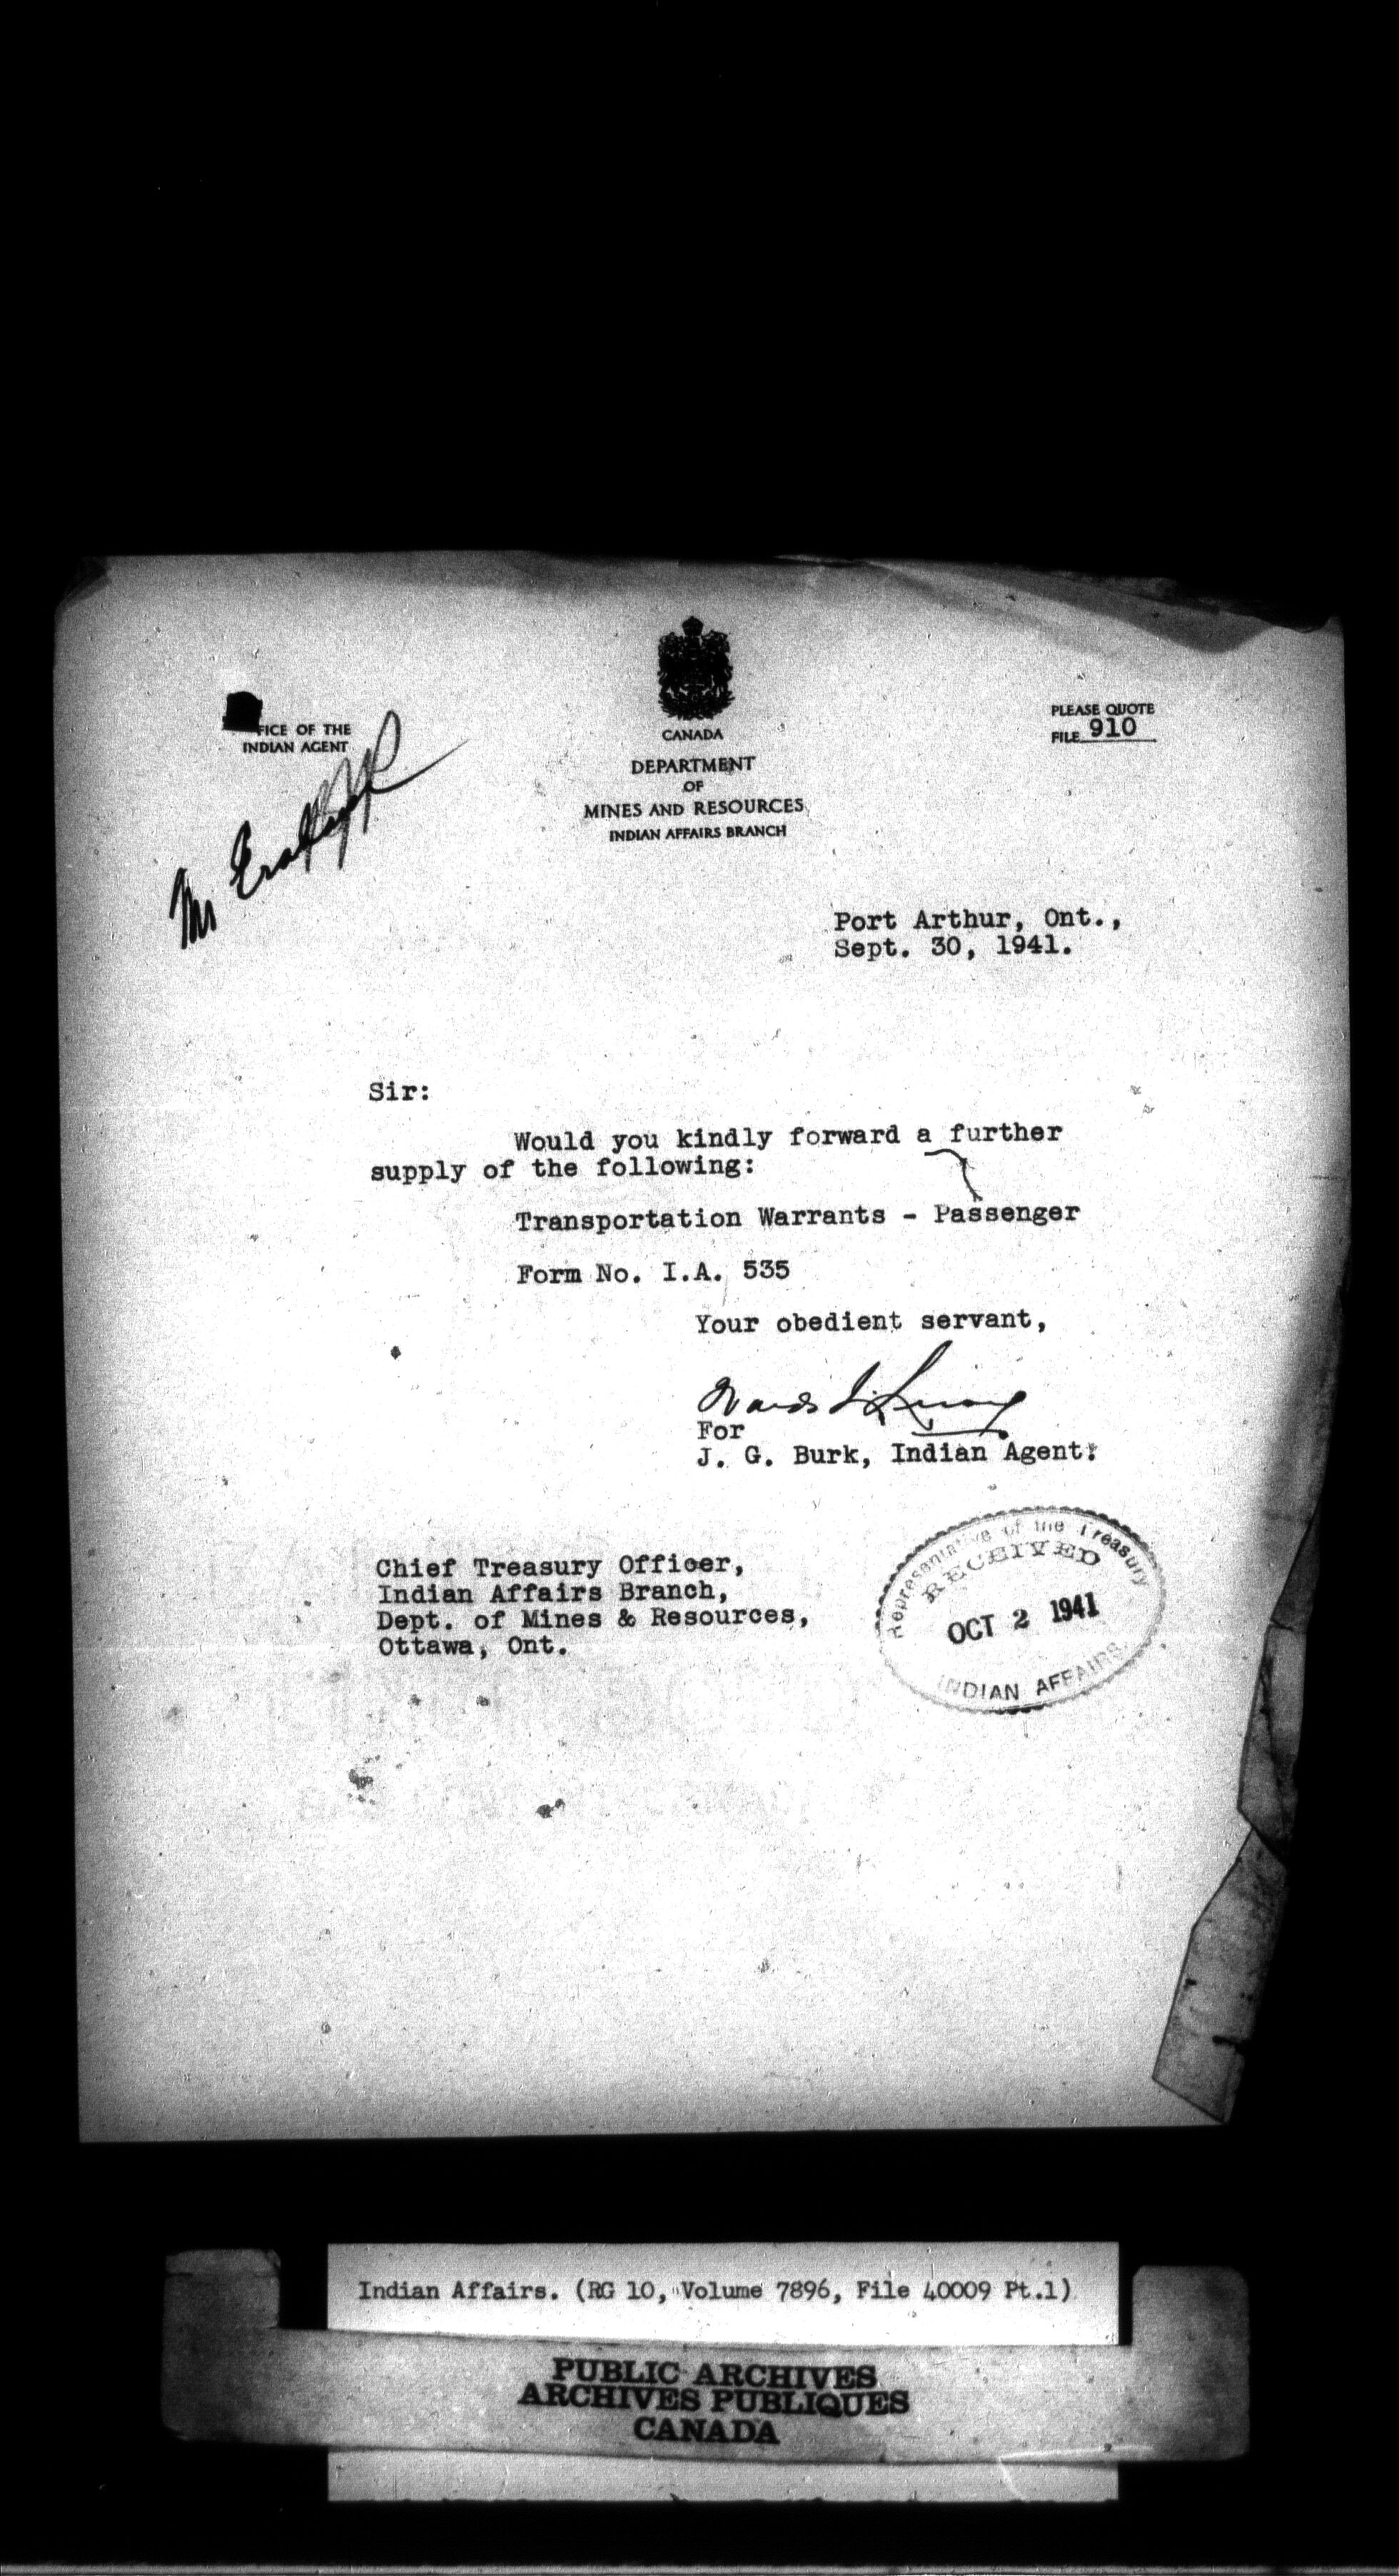 FICE OF THE
INDIAN AGENT
CANADA
DEPARTMENT
OF
MINES AND RESOURCES
INDIAN AFFAIRS BRANCH
PLEASE QUOTE
FILE 910
Mr
Port Arthur, Ont.,
Sept. 30, 1941.
Sir:
Would you kindly forward a further
supply of the following:
Transportation Warrants - Passenger
Form No. I.A. 535
Your obedient servant,
For
J. G. Burk, Indian Agent.
Chief Treasury Officer,
Indian Affairs Branch,
Dept. of Mines & Resources,
Ottawa, Ont.
Representative of the Treasury
RECEIVED
OCT 2 1941
INDIAN AFFAIRS
Indian Affairs. (RG 10, Volume 7896, File 40009 Pt.1)
PUBLIC ARCHIVES
ARCHIVES PUBLIQUES
CANADA